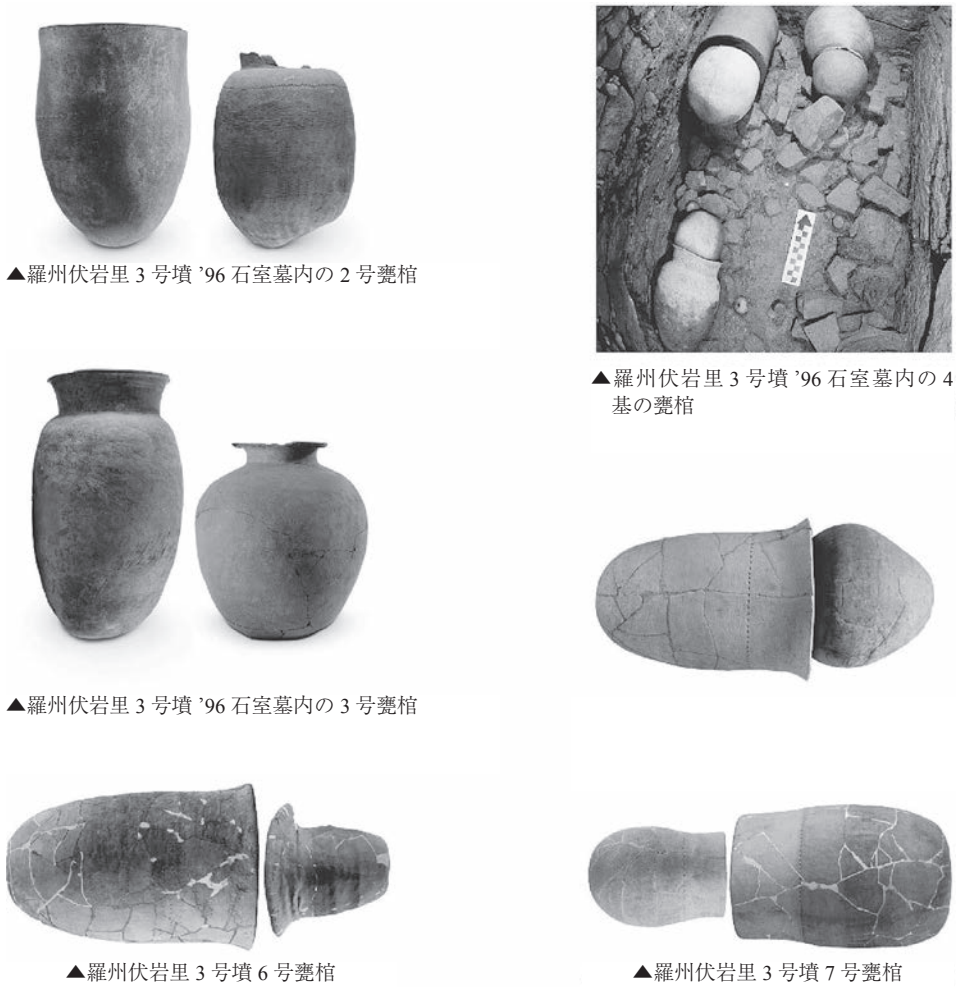 ▲羅州伏岩里 3 号墳 ’96 石室墓内の 2 号甕棺
▲羅州伏岩里 3 号墳 ’96 石室墓内の 4
基の甕棺
▲羅州伏岩里 3 号墳 ’96 石室墓内の 3 号甕棺
▲羅州伏岩里 3 号墳 6 号甕棺
▲羅州伏岩里 3 号墳 7 号甕棺